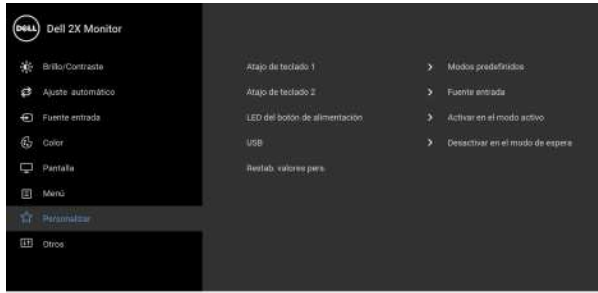 DELL Dell 2X Monitor
Brillo/Contraste
Ajuste automático
Fuente entrada
Color
Pantalla
Menú
Personalizar
Otros
Atajo de teclado 1 > Modos predefinidos
Atajo de teclado 2 > Fuente entrada
LED del botón de alimentación > Activar en el modo activo
USB > Desactivar en el mudo de espera
Restab. valores pers.